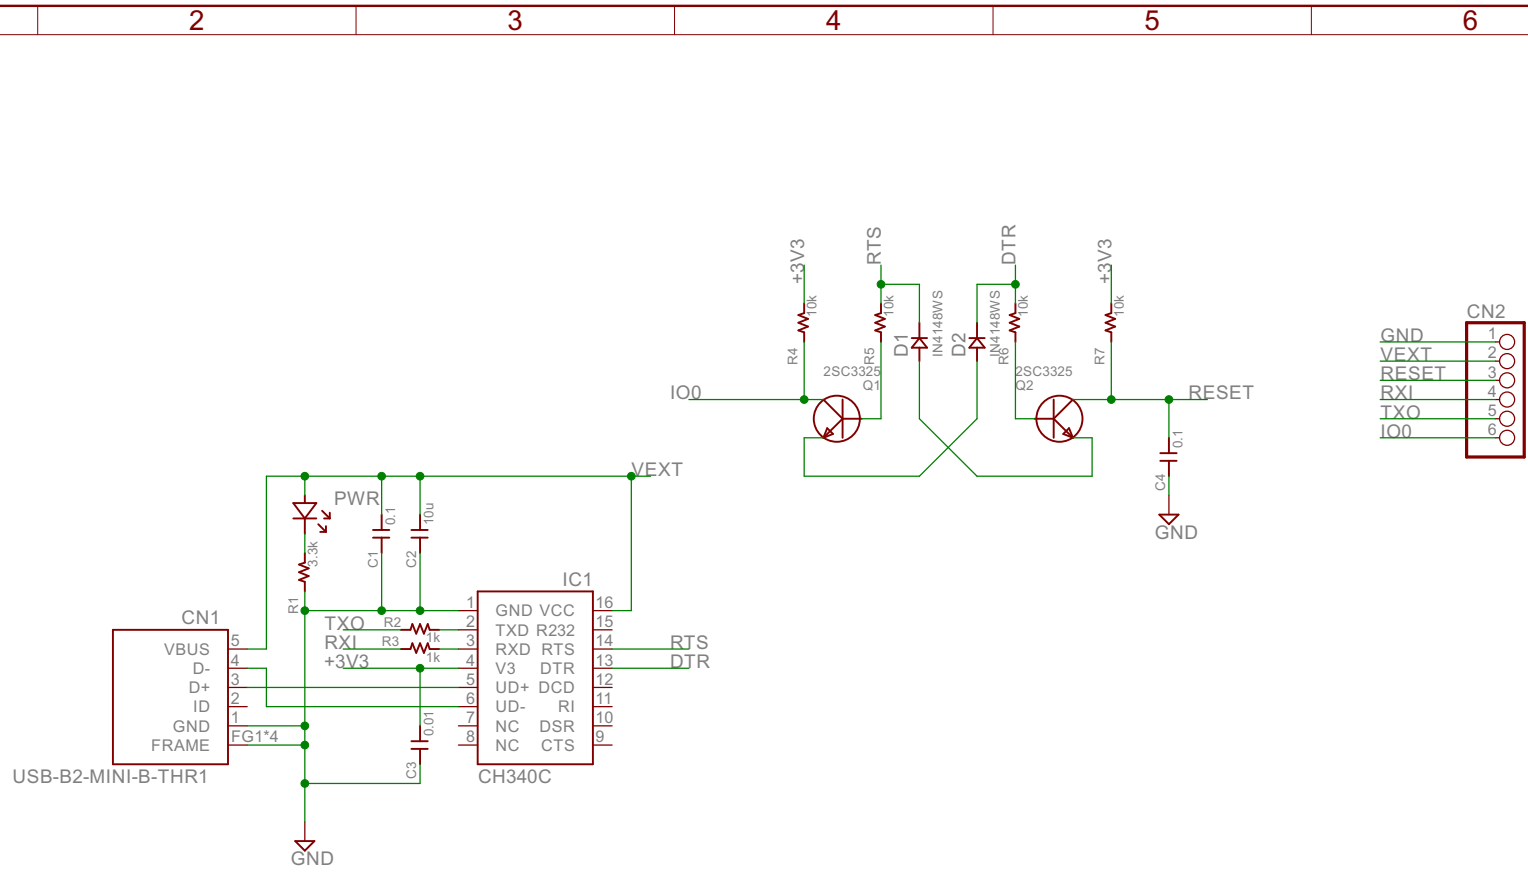 2 3 4 5 6
+3V3 RTS DTR +3V3
10k 10k IN4148WS IN4148WS 10k 10k
R4 R5 D1 D2 R6 R7
2SC3325 2SC3325
Q1 Q2
IO0 RESET
0.1
C4
GND
CN2
GND 1
VEXT 2
RESET 3
RXI 4
TXO 5
IO0 6
VEXT
PWR
0.1 10u
C1 C2
3.3k
R1
IC1
1 GND VCC 16
TXO R2 1k 2 TXD R232 15
RXI R3 1k 3 RXD RTS 14 RTS
+3V3 4 V3 DTR 13 DTR
5 UD+ DCD 12
6 UD- RI 11
7 NC DSR 10
8 NC CTS 9
CH340C
0.01
C3
CN1
VBUS 5
D- 4
D+ 3
ID 2
GND 1
FRAME FG1*4
USB-B2-MINI-B-THR1
GND